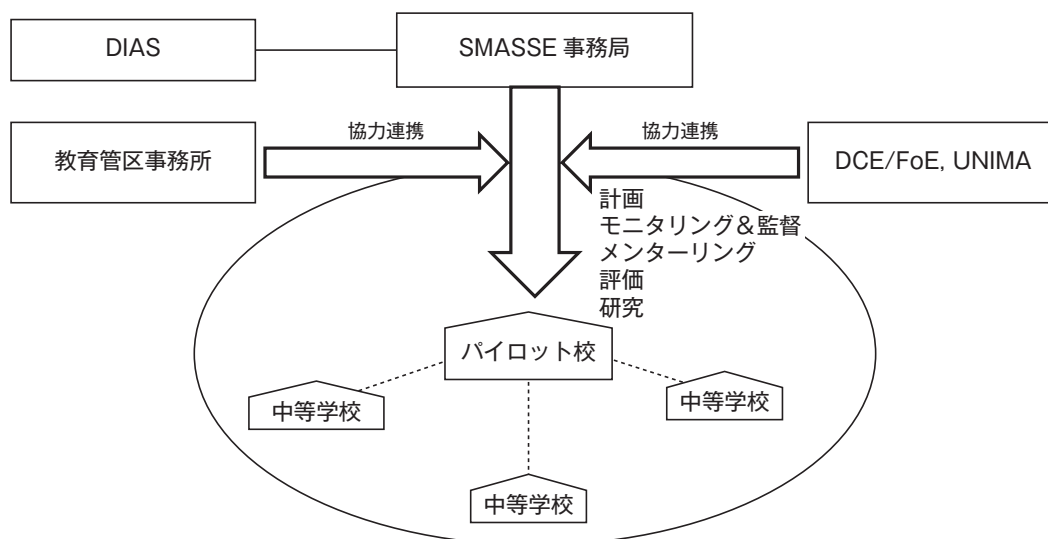 DIAS
SMASSE 事務局
教育管区事務所
協力連携
協力連携
DCE/FoE, UNIMA
計画
モニタリング＆監督
メンターリング
評価
研究
パイロット校
中等学校
中等学校
中等学校